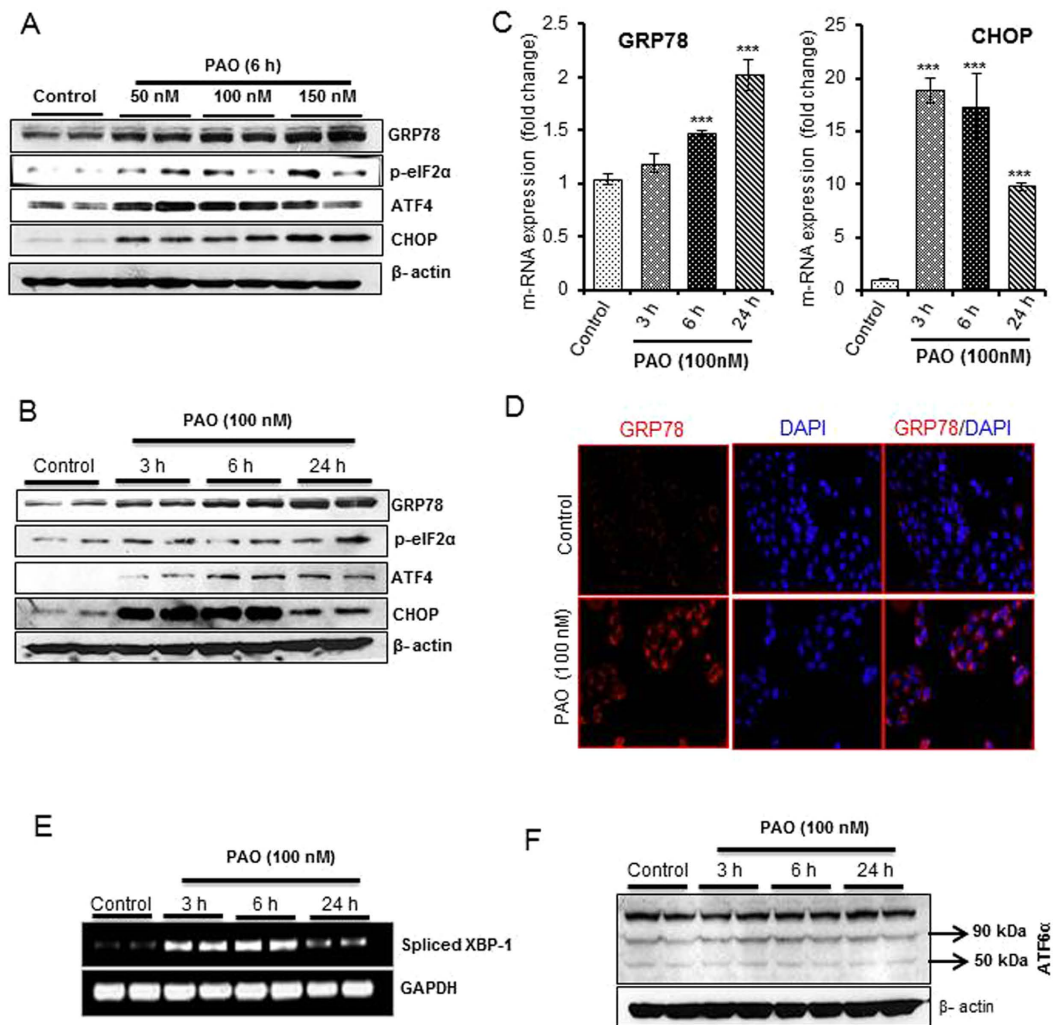 A
PAO (6 h)
Control 50 nM 100 nM 150 nM
GRP78
p-eIF2α
ATF4
CHOP
β- actin
B
PAO (100 nM)
Control 3 h 6 h 24 h
GRP78
p-eIF2α
ATF4
CHOP
β- actin
C
m-RNA expression (fold change)
GRP78
2.5
2
1.5
1
0.5
0
***
***
Control 3 h 6 h 24 h
PAO (100nM)
m-RNA expression (fold change)
CHOP
25
20
15
10
5
0
***
***
***
Control 3 h 6 h 24 h
PAO (100nM)
D
GRP78 DAPI GRP78/DAPI
Control
PAO (100 nM)
E
PAO (100 nM)
Control 3 h 6 h 24 h
Spliced XBP-1
GAPDH
F
PAO (100 nM)
Control 3 h 6 h 24 h
90 kDa
50 kDa
ATF6α
β- actin